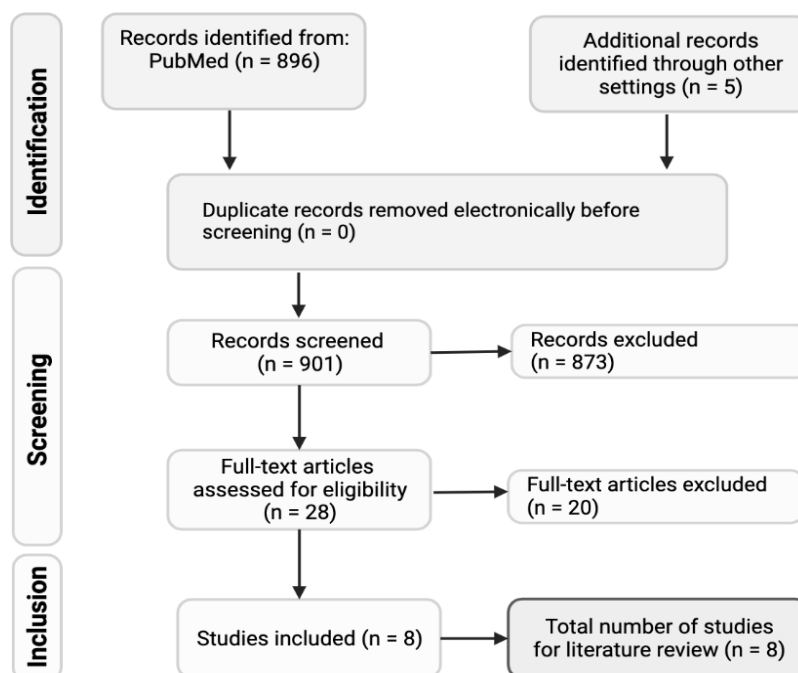 Identification
Records identified from:
PubMed (n = 896)
Additional records
identified through other
settings (n = 5)
Duplicate records removed electronically before
screening (n = 0)
Screening
Records screened
(n = 901)
Records excluded
(n = 873)
Full-text articles
assessed for eligibility
(n = 28)
Full-text articles excluded
(n = 20)
Inclusion
Studies included (n = 8)
Total number of studies
for literature review (n = 8)